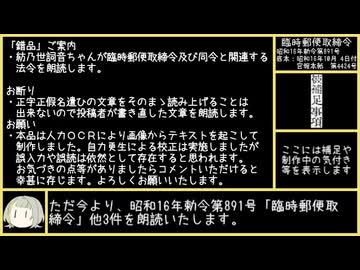 「錯品」ご案内
・紡乃世詞音ちゃんが臨時郵便取締令及び同令と関連する
法令を朗読します。
お断り
・正字正假名遣ひの文章をそのまゝ読み上げることは
出来ないので投稿者が書き直した文章を朗読します。
お願い
・本品は人力OCRにより画像からテキストを起こして
制作しました。自力更生による校正は実施しましたが
誤入力や誤読は依然として存在すると思われます。
お気づきの点等がありましたらコメントいただけると
幸甚に存じます。よろしくお願いいたします。
臨時郵便取締令
昭和16年勅令第891号
底本:昭和16年10月 4日付
官報本紙 第4424号
候補足事項
ここには補足や
制作中の気付き
等を表示します
ただ今より、昭和16年勅令第891号「臨時郵便取
締令」他3件を朗読いたします。